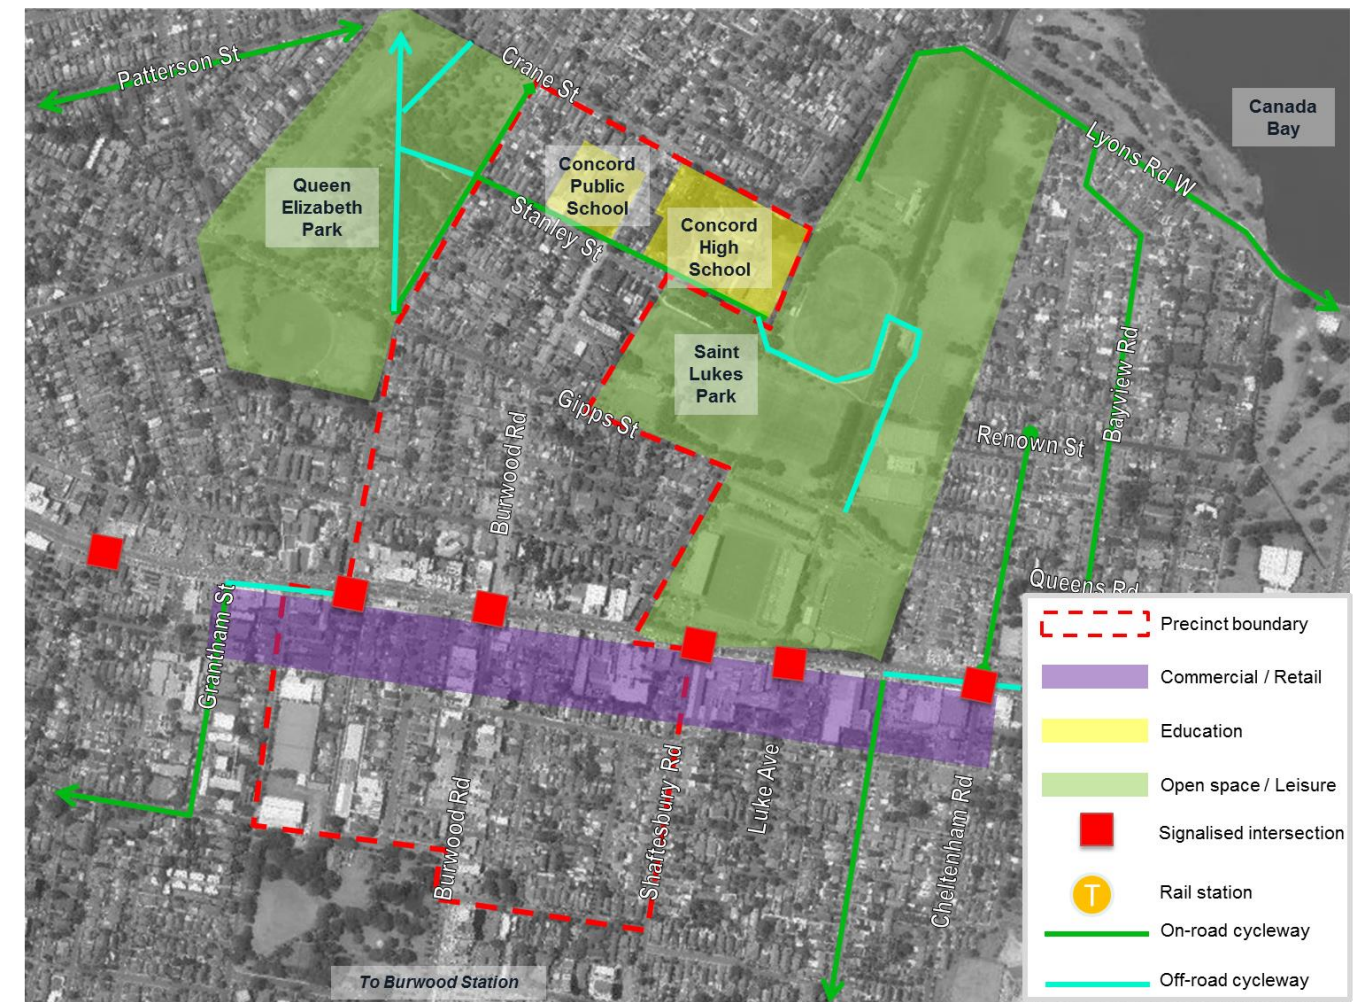 Patterson St
Crane St
Canada
Bay
Lyons Rd W
Concord
Public
School
Queen
Elizabeth
Park
Stanley St
Concord
High
School
Saint
Lukes
Park
Bayview Rd
Gipps St
Renown St
Burwood Rd
Queens Rd
Grantham St
Precinct boundary
Commercial / Retail
Education
Open space / Leisure
Signalised intersection
T
Rail station
On-road cycleway
Off-road cycleway
Burwood Rd
Shaftesbury Rd
Luke Ave
Cheltenham Rd
To Burwood Station